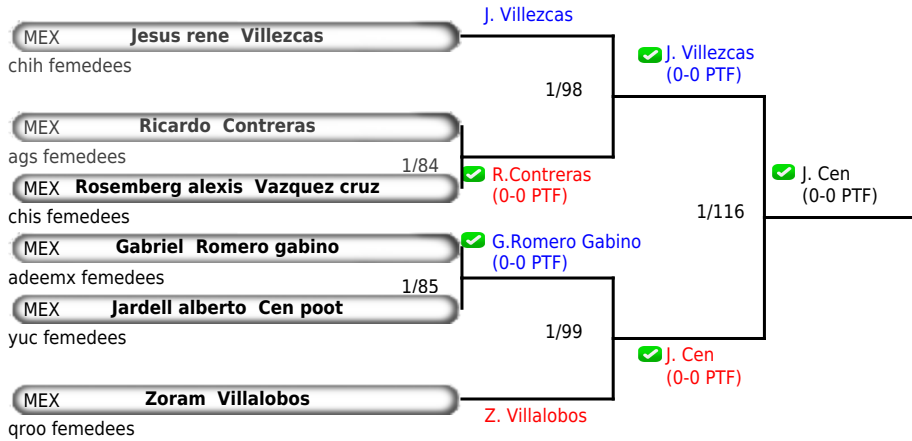 J. Villezcas
MEX Jesus rene Villezcas
chih femedees
J. Villezcas
(0-0 PTF)
1/98
MEX Ricardo Contreras
ags femedees
1/84
R.Contreras
(0-0 PTF)
MEX Rosemberg alexis Vazquez cruz
chis femedees
J. Cen
(0-0 PTF)
1/116
MEX Gabriel Romero gabino
adeemx femedees
G.Romero Gabino
(0-0 PTF)
1/85
MEX Jardell alberto Cen poot
yuc femedees
1/99
J. Cen
(0-0 PTF)
MEX Zoram Villalobos
qroo femedees
Z. Villalobos